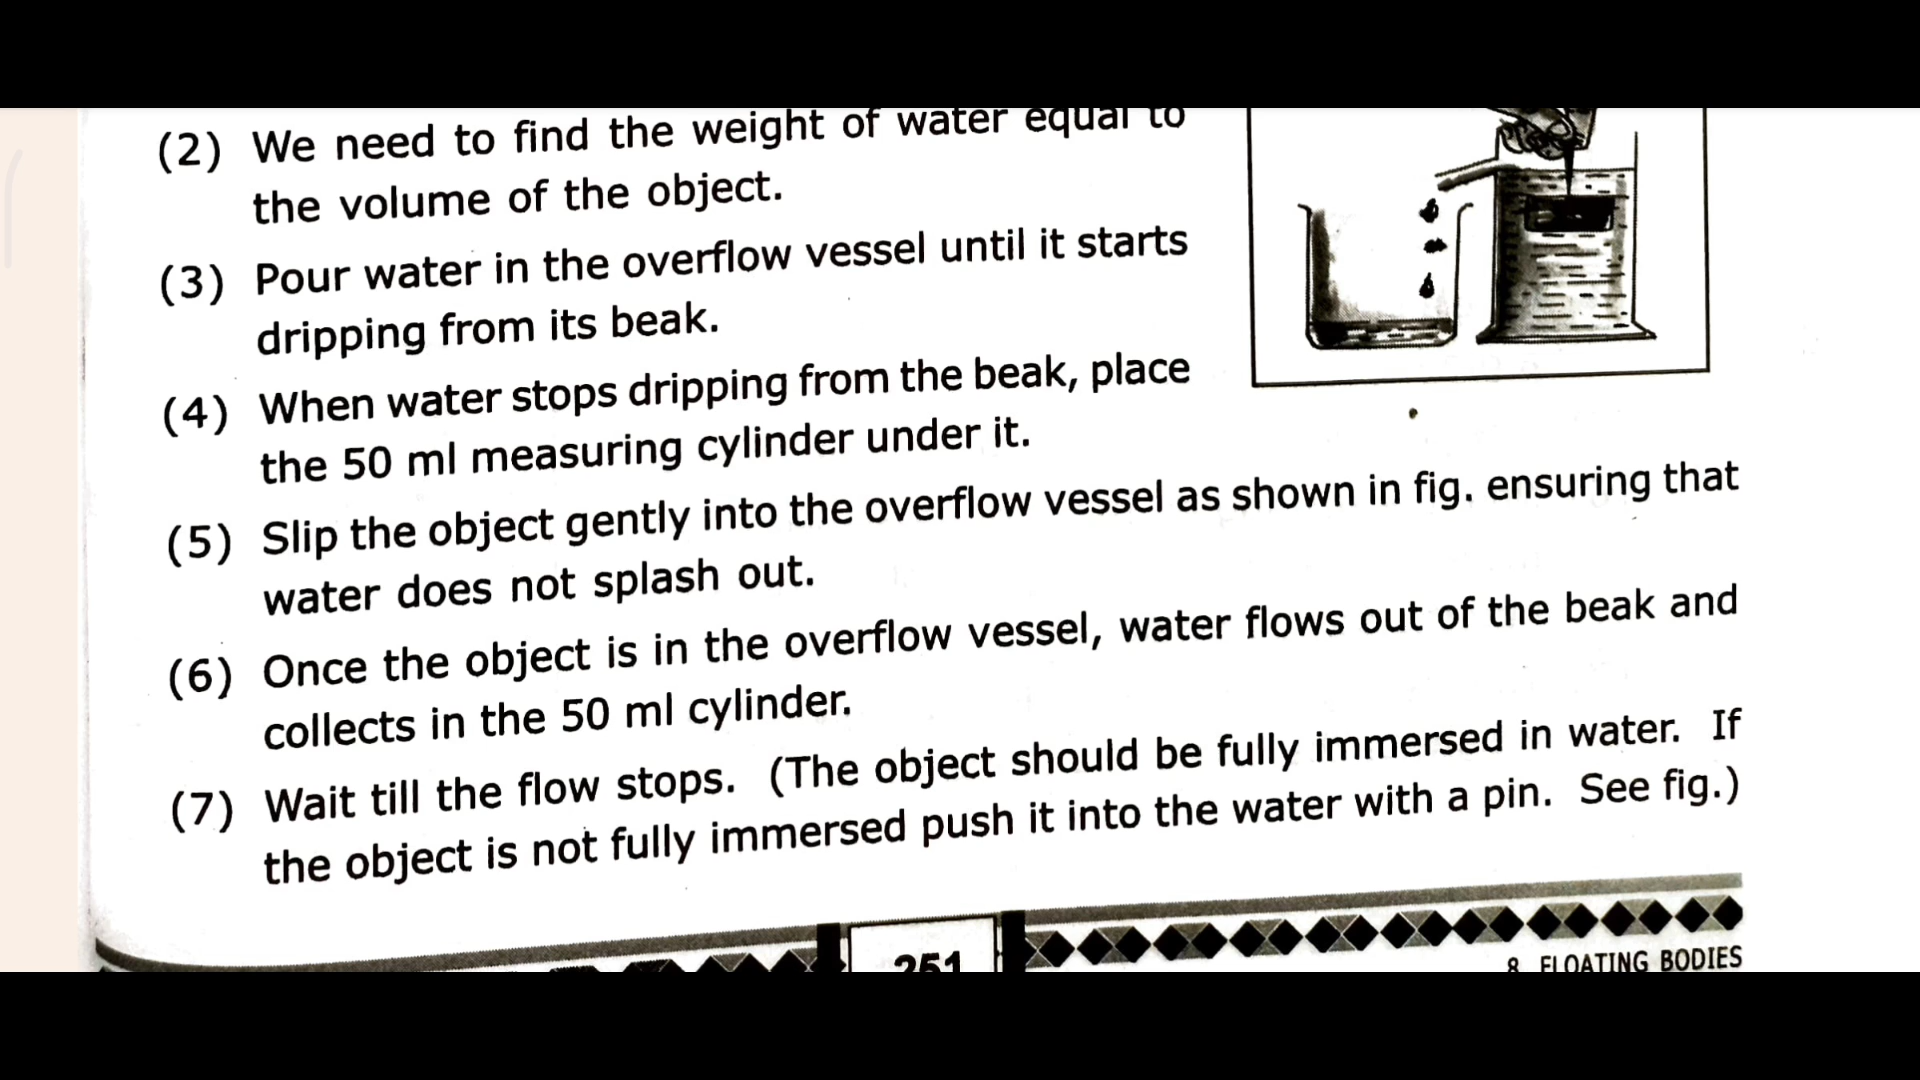 (2) We need to find the weight of water equal to
the volume of the object.
(3) Pour water in the overflow vessel until it starts
dripping from its beak.
(4) When water stops dripping from the beak, place
the 50 ml measuring cylinder under it.
(5) Slip the object gently into the overflow vessel as shown in fig. ensuring that
water does not splash out.
(6) Once the object is in the overflow vessel, water flows out of the beak and
collects in the 50 ml cylinder.
(7) Wait till the flow stops. (The object should be fully immersed in water. If
the object is not fully immersed push it into the water with a pin. See fig.)
251
8 FLOATING BODIES